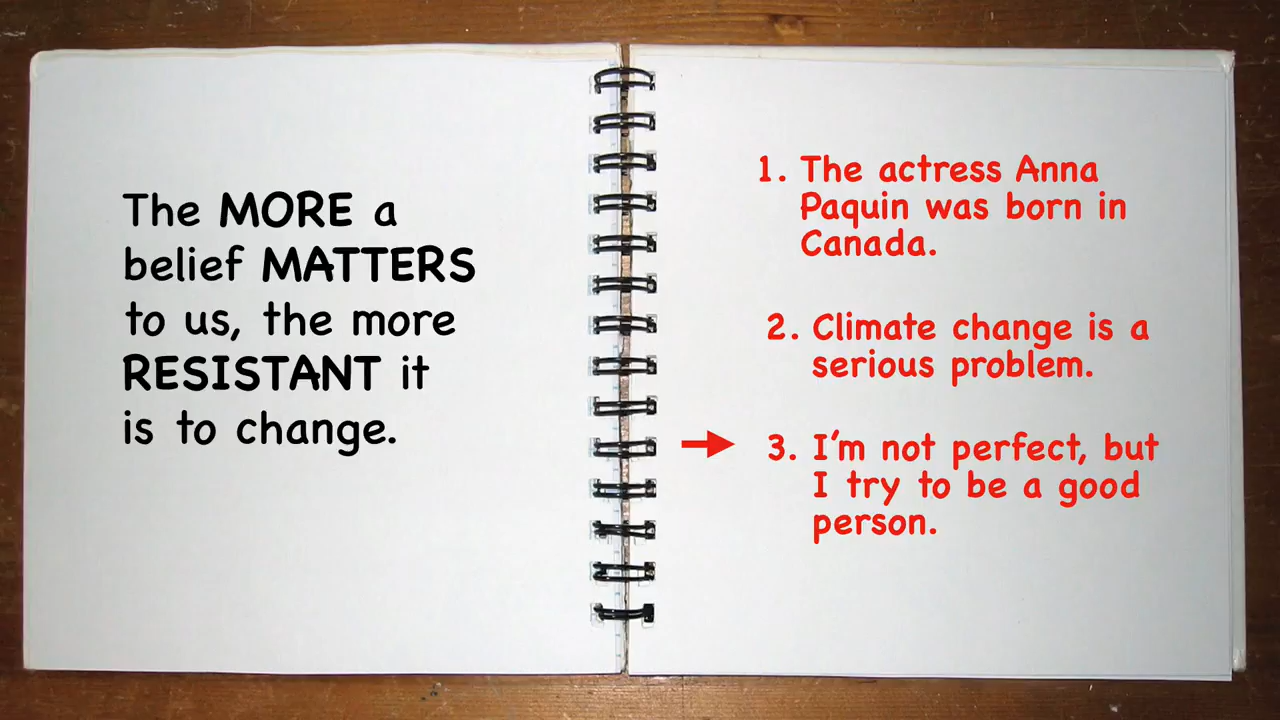 The MORE a
belief MATTERS
to us, the more
RESISTANT it
is to change.
1. The actress Anna
Paquin was born in
Canada.
2. Climate change is a
serious problem.
3. I'm not perfect, but
I try to be a good
person.